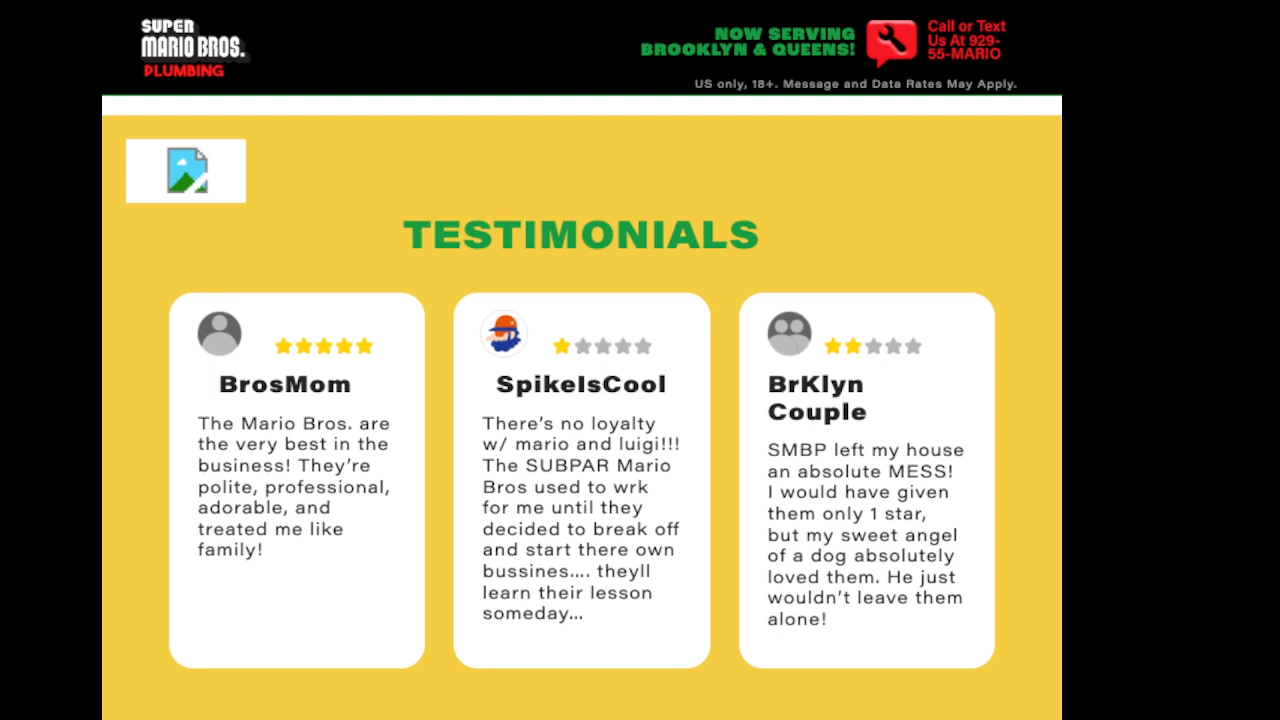 SUPER
MARIO BROS.
PLUMBING
NOW SERVING
BROOKLYN & QUEENS!
Call or Text
Us At 929-
55-MARIO
US only, 18+. Message and Data Rates May Apply.
TESTIMONIALS
BrosMom
The Mario Bros. are
the very best in the
business! They’re
polite, professional,
adorable, and
treated me like
family!
SpikeIsCool
There’s no loyalty
w/ mario and luigi!!!
The SUBPAR Mario
Bros used to wrk
for me until they
decided to break off
and start there own
bussines.... theyll
learn their lesson
someday...
BrKlyn
Couple
SMBP left my house
an absolute MESS!
I would have given
them only 1 star,
but my sweet angel
of a dog absolutely
loved them. He just
wouldn’t leave them
alone!